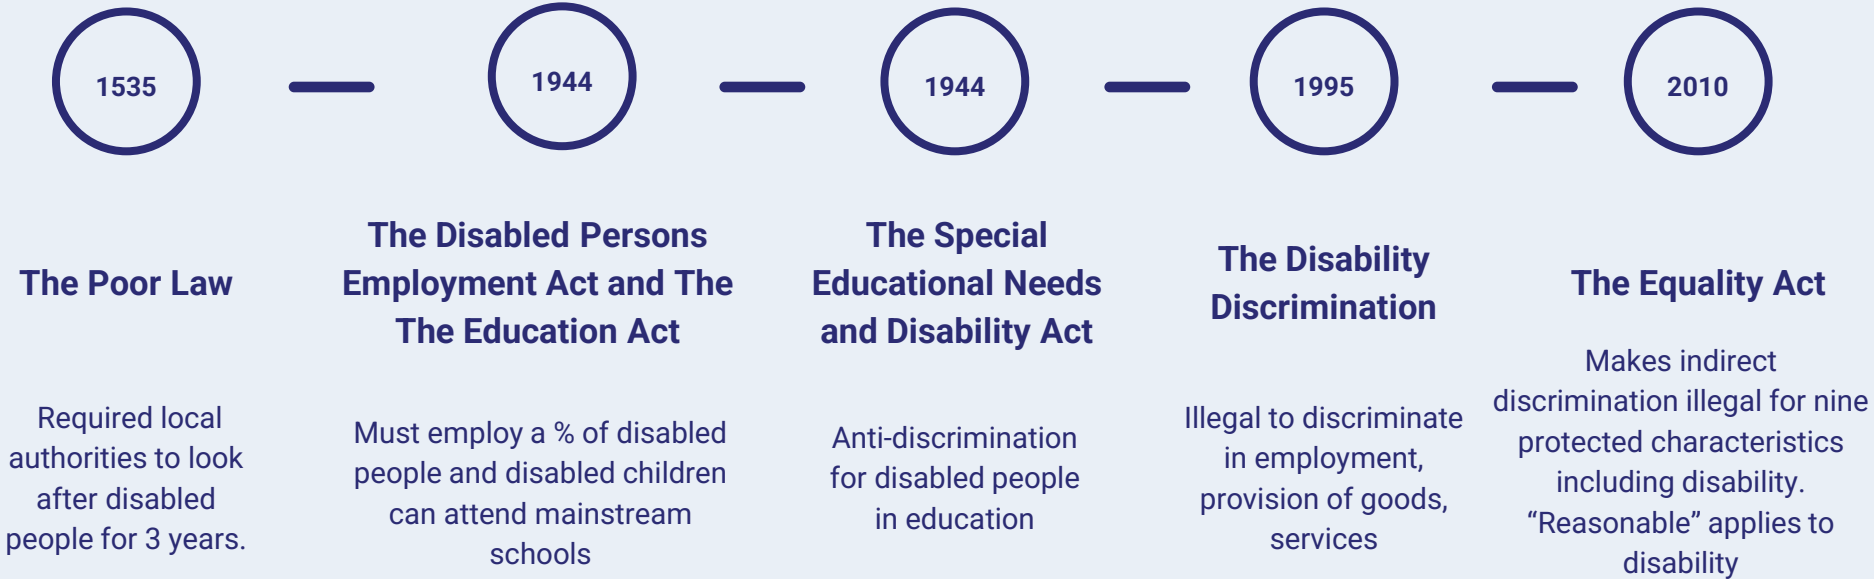 1535
1944
1944
1995
2010
The Poor Law
The Disabled Persons
Employment Act and The
The Education Act
The Special
Educational Needs
and Disability Act
The Disability
Discrimination
The Equality Act
Required local
authorities to look
after disabled
people for 3 years.
Must employ a % of disabled
people and disabled children
can attend mainstream
schools
Anti-discrimination
for disabled people
in education
Illegal to discriminate
in employment,
provision of goods,
services
Makes indirect
discrimination illegal for nine
protected characteristics
including disability.
“Reasonable” applies to
disability